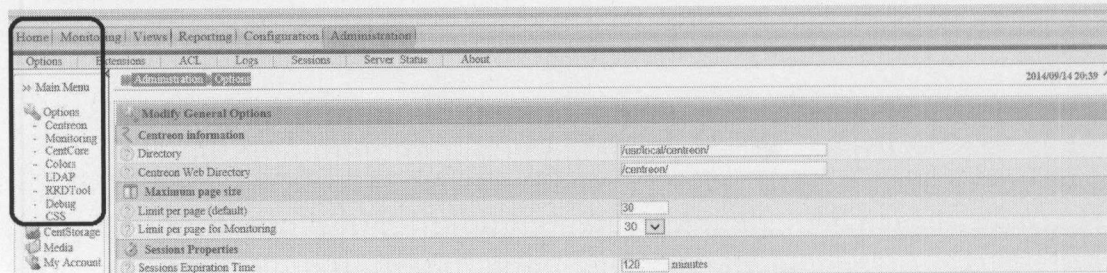 Home Monitoring Views Reporting Configuration Administration
Options Extensions ACL Logs Sessions Server Status About
>> Main Menu
Administration Options
2014/09/14 20:39
Options
- Centreon
- Monitoring
- CentCore
- Colors
- LDAP
- RRDTool
- Debug
- CSS
CentStorage
Media
My Account
Modify General Options
Centreon information
Directory /usr/local/centreon/
Centreon Web Directory /centreon/
Maximum page size
Limit per page (default) 30
Limit per page for Monitoring 30
Sessions Properties
Sessions Expiration Time 120 minutes